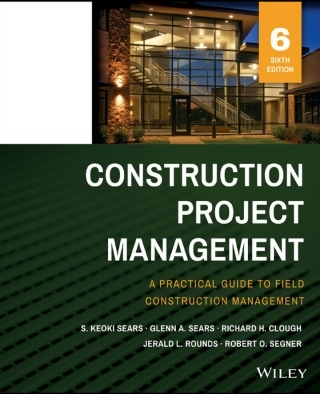 6
SIXTH
EDITION
CONSTRUCTION
PROJECT
MANAGEMENT
A PRACTICAL GUIDE TO FIELD
CONSTRUCTION MANAGEMENT
S. KEOKI SEARS · GLENN A. SEARS · RICHARD H. CLOUGH
JERALD L. ROUNDS · ROBERT O. SEGNER
WILEY